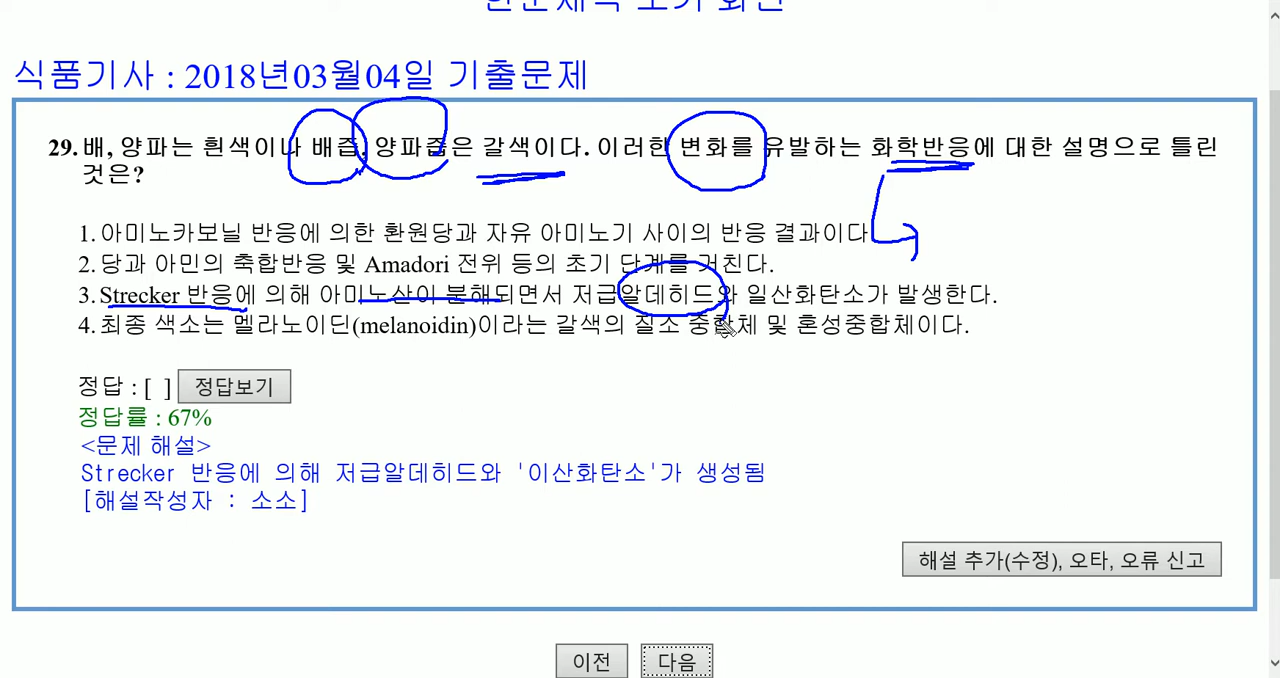 한문제씩 보기 화면
식품기사 : 2018년03월04일 기출문제
29. 배, 양파는 흰색이나 배즙, 양파즙은 갈색이다. 이러한 변화를 유발하는 화학반응에 대한 설명으로 틀린
것은?
1. 아미노카보닐 반응에 의한 환원당과 자유 아미노기 사이의 반응 결과이다.
2. 당과 아민의 축합반응 및 Amadori 전위 등의 초기 단계를 거친다.
3. Strecker 반응에 의해 아미노산이 분해되면서 저급알데히드와 일산화탄소가 발생한다.
4. 최종 색소는 멜라노이딘(melanoidin)이라는 갈색의 질소 중합체 및 혼성중합체이다.
정답 : [ ] 정답보기
정답률 : 67%
<문제 해설>
Strecker 반응에 의해 저급알데히드와 '이산화탄소'가 생성됨
[해설작성자 : 소소]
해설 추가(수정), 오타, 오류 신고
이전 다음